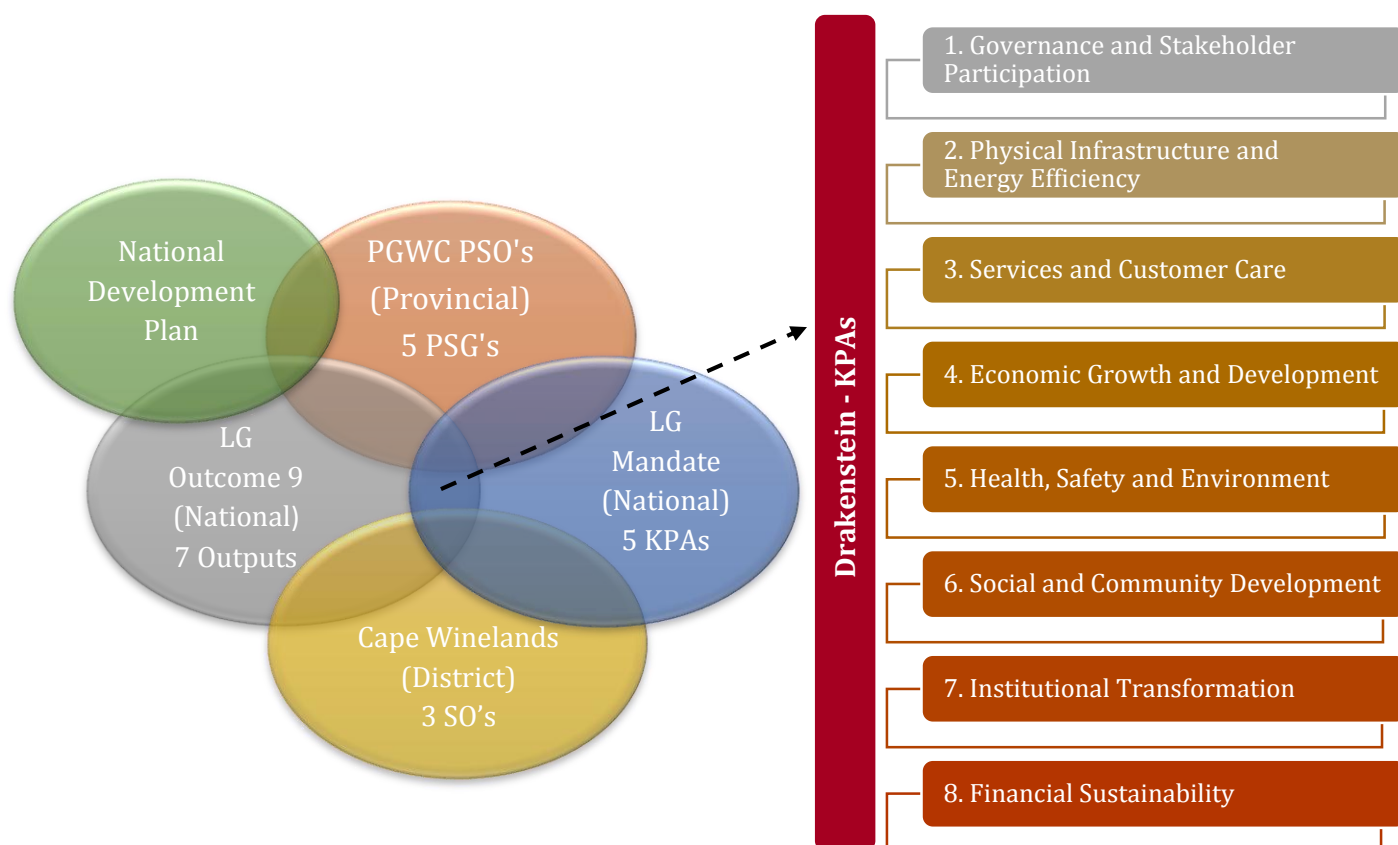 National
Development
Plan
PGWC PSO's
(Provincial)
5 PSG's
LG
Outcome 9
(National)
7 Outputs
LG
Mandate
(National)
5 KPAs
Cape Winelands
(District)
3 SO’s
Drakenstein - KPAs
1. Governance and Stakeholder
Participation
2. Physical Infrastructure and
Energy Efficiency
3. Services and Customer Care
4. Economic Growth and Development
5. Health, Safety and Environment
6. Social and Community Development
7. Institutional Transformation
8. Financial Sustainability